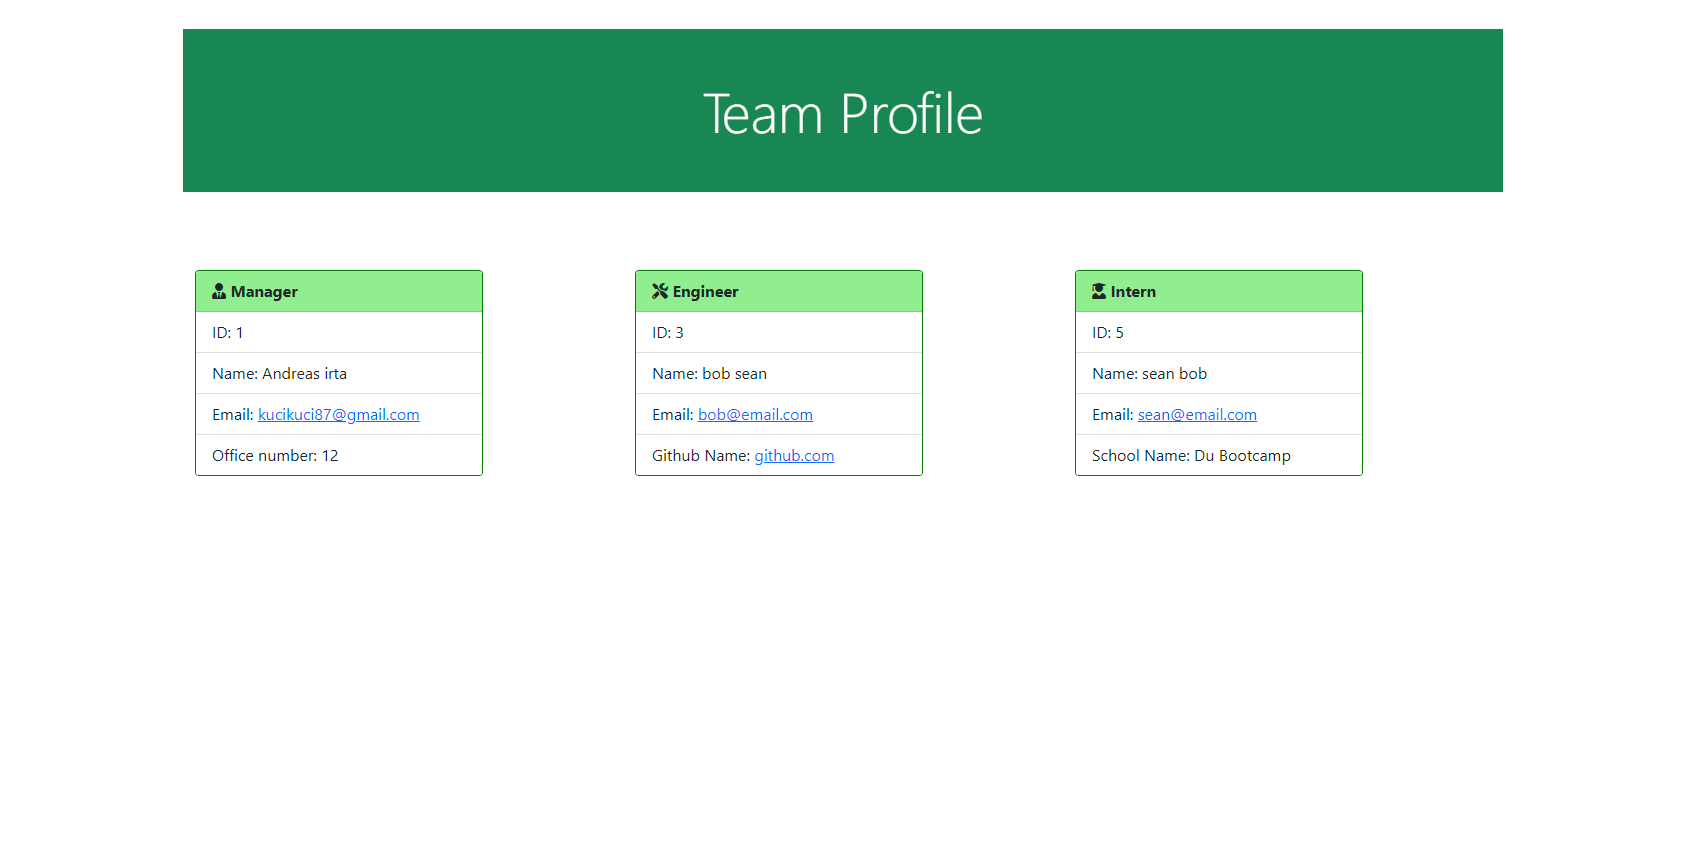 Team Profile
Manager
ID: 1
Name: Andreas irta
Email: kucikuci87@gmail.com
Office number: 12
Engineer
ID: 3
Name: bob sean
Email: bob@email.com
Github Name: github.com
Intern
ID: 5
Name: sean bob
Email: sean@email.com
School Name: Du Bootcamp